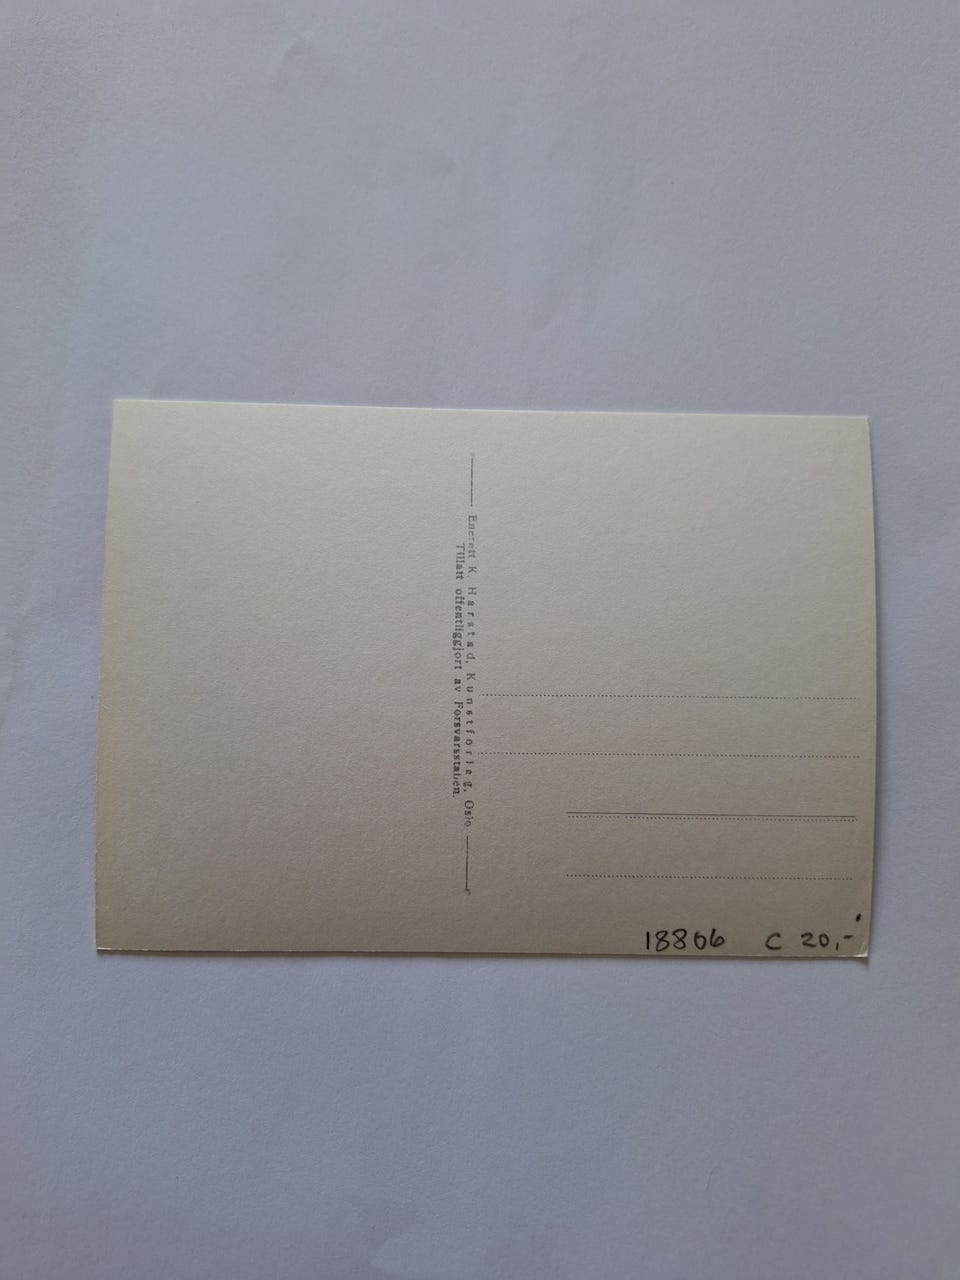 Enerett K. Harstad, Kunstforlag, Oslo
Tillatt offentliggjort av Forsvarsstaben.
18806 C 20,-